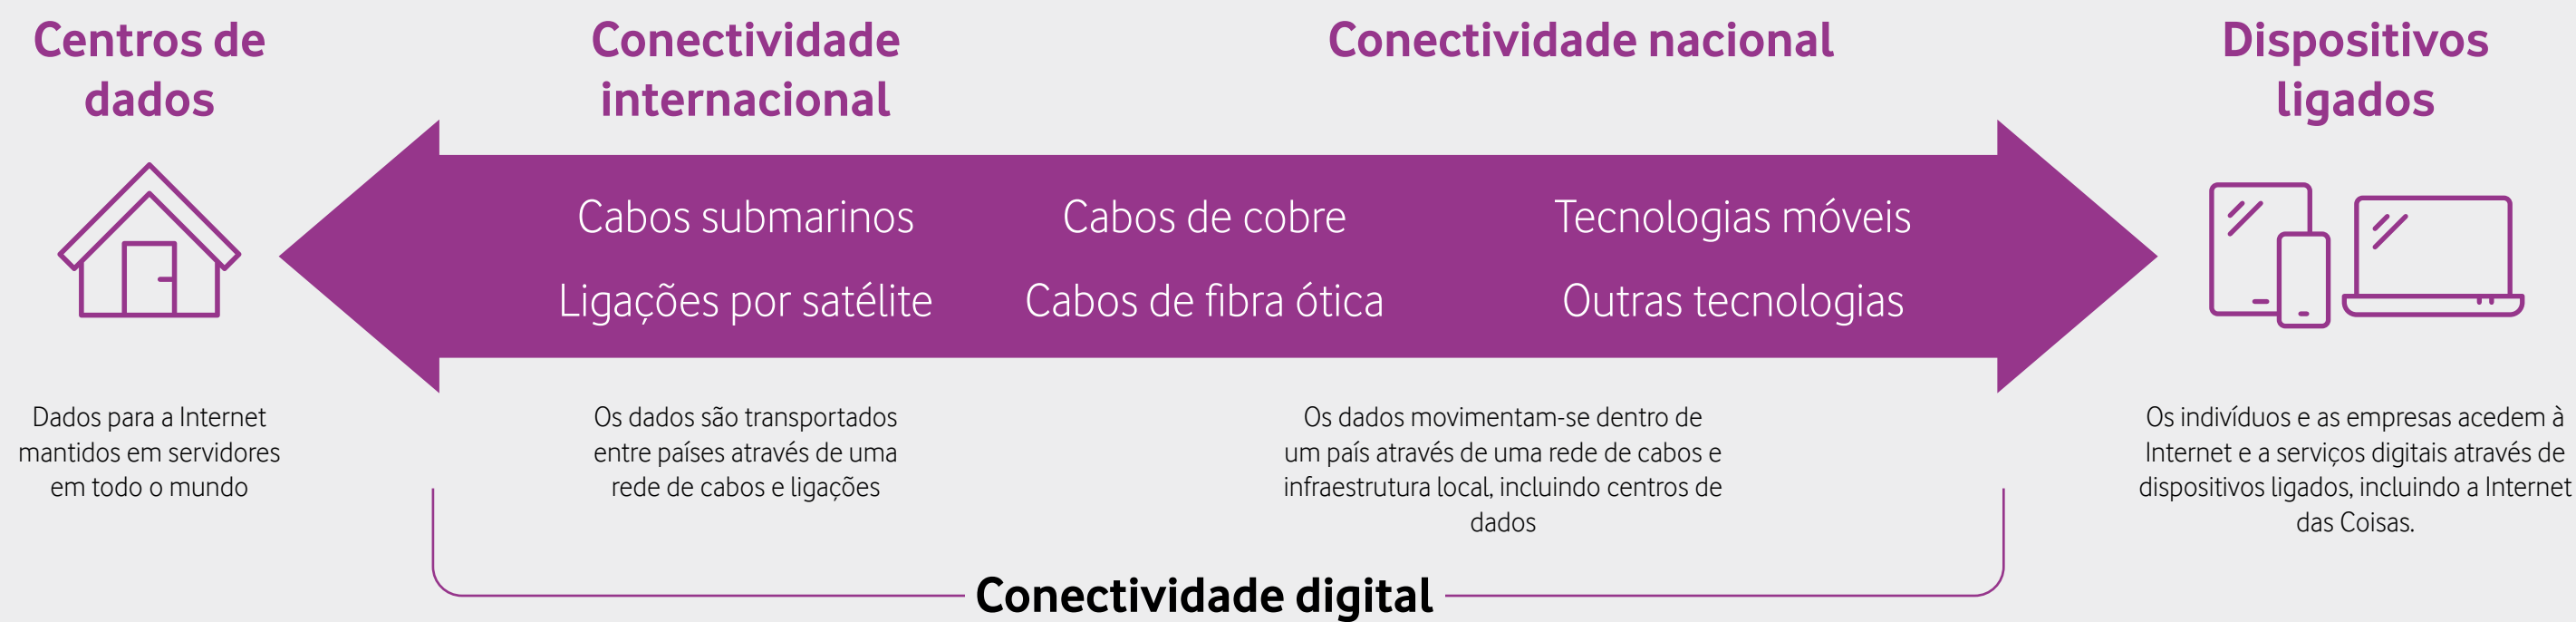 Centros de
dados
Conectividade
internacional
Conectividade nacional
Dispositivos
ligados
Cabos submarinos
Ligações por satélite
Cabos de cobre
Cabos de fibra ótica
Tecnologias móveis
Outras tecnologias
Dados para a Internet
mantidos em servidores
em todo o mundo
Os dados são transportados
entre países através de uma
rede de cabos e ligações
Os dados movimentam-se dentro de
um país através de uma rede de cabos e
infraestrutura local, incluindo centros de
dados
Os indivíduos e as empresas acedem à
Internet e a serviços digitais através de
dispositivos ligados, incluindo a Internet
das Coisas.
Conectividade digital